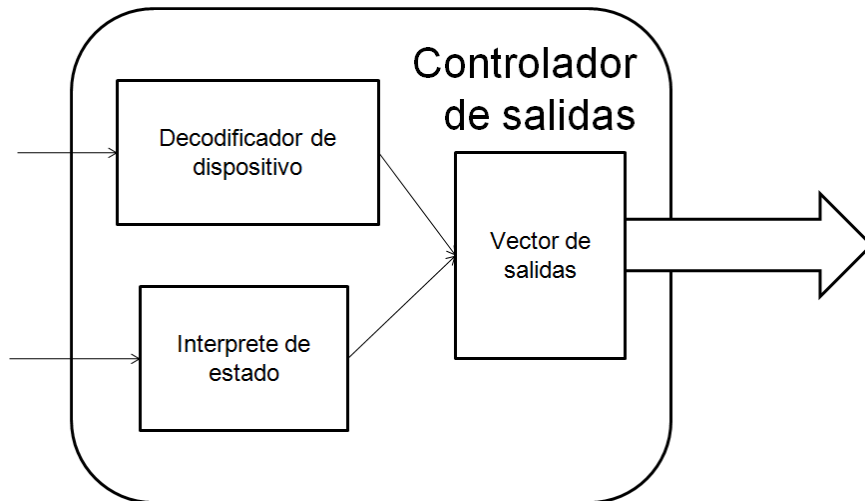 Controlador
de salidas
Decodificador de
dispositivo
Vector de
salidas
Interprete de
estado